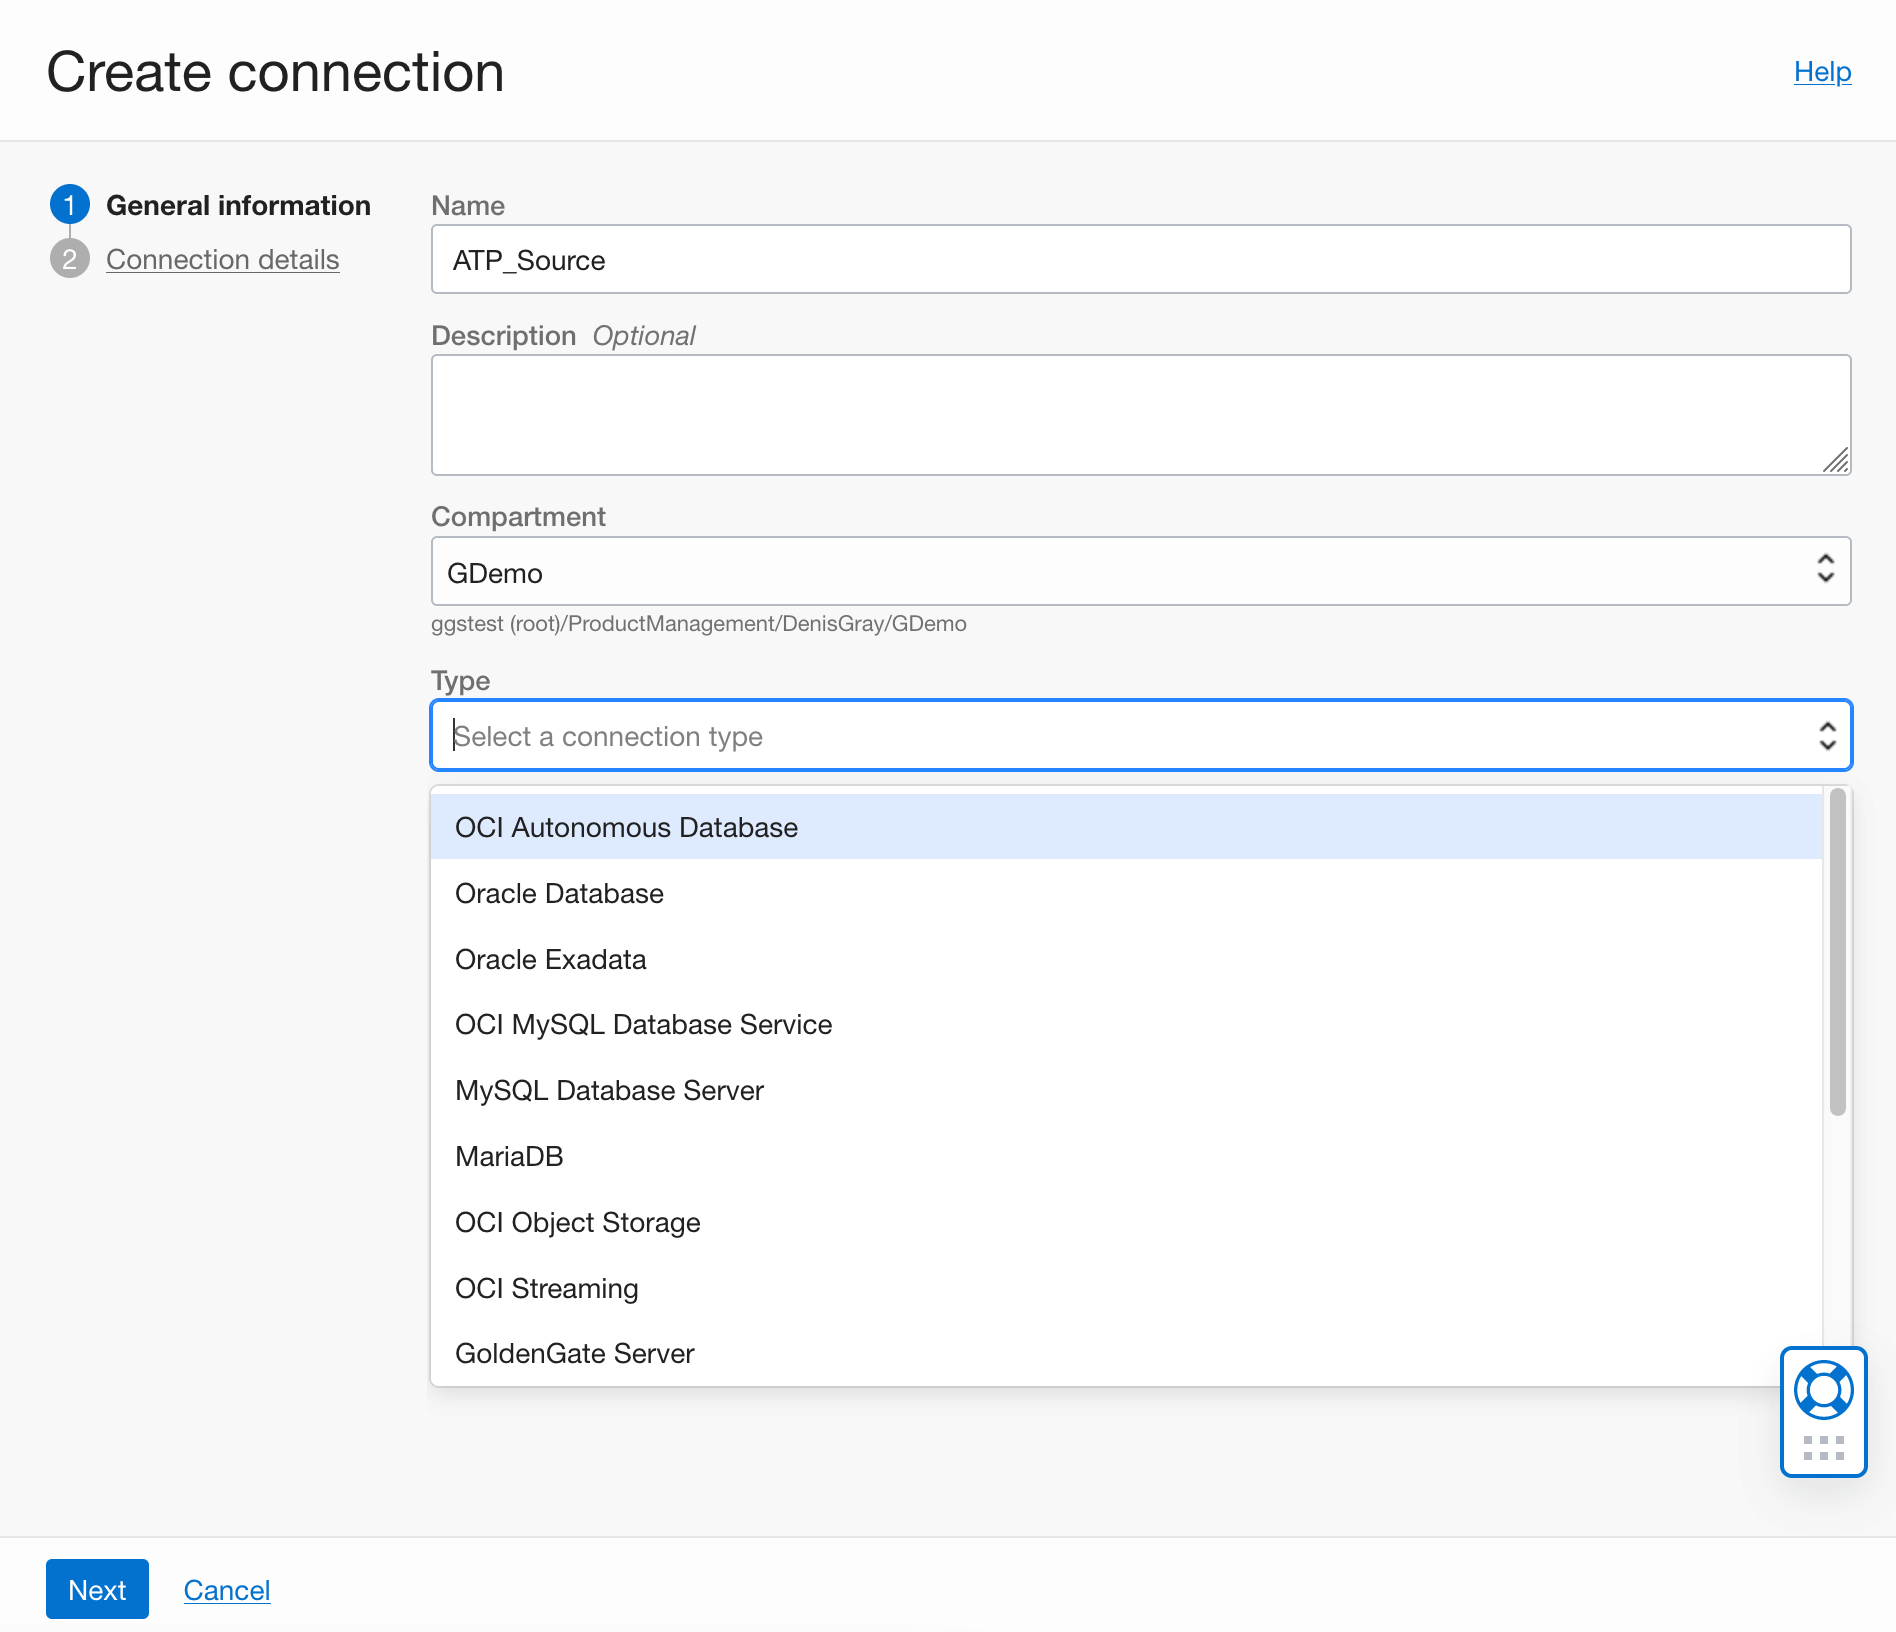 Create connection
Help
1 General information
2 Connection details
Name
ATP_Source
Description Optional
Compartment
GDemo
ggstest (root)/ProductManagement/DenisGray/GDemo
Type
Select a connection type
OCI Autonomous Database
Oracle Database
Oracle Exadata
OCI MySQL Database Service
MySQL Database Server
MariaDB
OCI Object Storage
OCI Streaming
GoldenGate Server
Next
Cancel